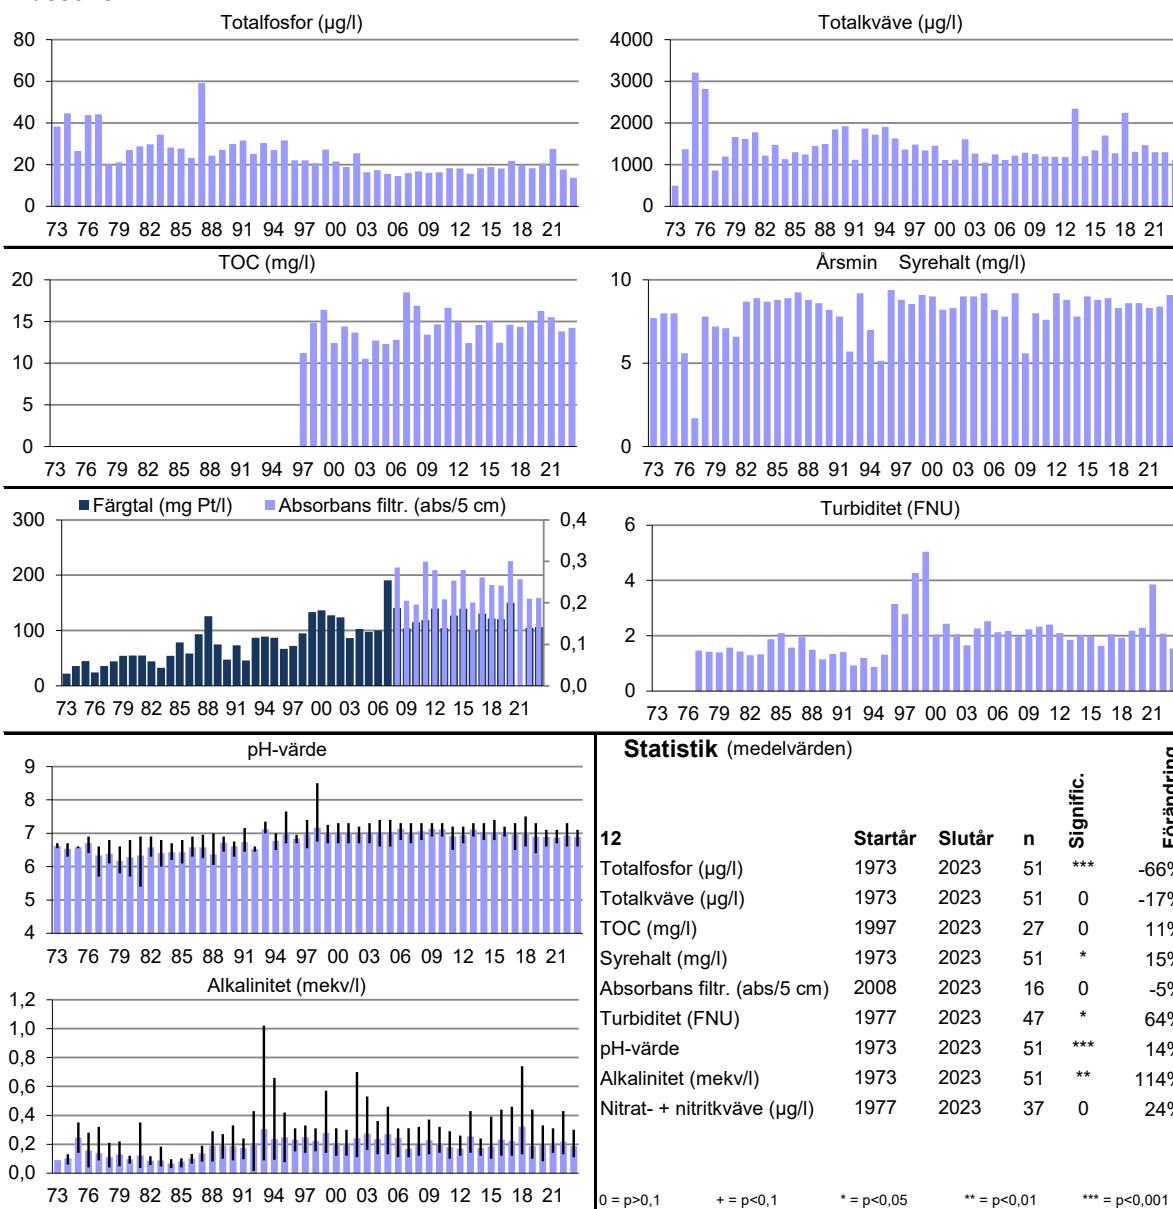 Totalfosfor (µg/l)
80
60
40
20
0
73 76 79 82 85 88 91 94 97 00 03 06 09 12 15 18 21
Totalkväve (µg/l)
4000
3000
2000
1000
0
73 76 79 82 85 88 91 94 97 00 03 06 09 12 15 18 21
TOC (mg/l)
20
15
10
5
0
73 76 79 82 85 88 91 94 97 00 03 06 09 12 15 18 21
Årsmin Syrehalt (mg/l)
10
5
0
73 76 79 82 85 88 91 94 97 00 03 06 09 12 15 18 21
Färgtal (mg Pt/l) Absorbans filtr. (abs/5 cm)
300
200
100
0
0,4
0,3
0,2
0,1
0,0
73 76 79 82 85 88 91 94 97 00 03 06 09 12 15 18 21
Turbiditet (FNU)
6
4
2
0
73 76 79 82 85 88 91 94 97 00 03 06 09 12 15 18 21
pH-värde
9
8
7
6
5
4
73 76 79 82 85 88 91 94 97 00 03 06 09 12 15 18 21
Alkalinitet (mekv/l)
1,2
1,0
0,8
0,6
0,4
0,2
0,0
73 76 79 82 85 88 91 94 97 00 03 06 09 12 15 18 21
Statistik (medelvärden)
12 Startår Slutår n Signific. Förändring
Totalfosfor (µg/l) 1973 2023 51 *** -66%
Totalkväve (µg/l) 1973 2023 51 0 -17%
TOC (mg/l) 1997 2023 27 0 11%
Syrehalt (mg/l) 1973 2023 51 * 15%
Absorbans filtr. (abs/5 cm) 2008 2023 16 0 -5%
Turbiditet (FNU) 1977 2023 47 * 64%
pH-värde 1973 2023 51 *** 14%
Alkalinitet (mekv/l) 1973 2023 51 ** 114%
Nitrat- + nitritkväve (µg/l) 1977 2023 37 0 24%
0 = p>0,1 + = p<0,1 * = p<0,05 ** = p<0,01 *** = p<0,001